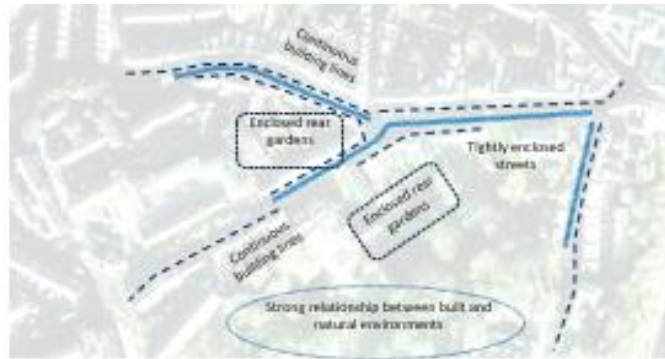 Continuous
building lines
Enclosed rear
gardens
Tightly enclosed
streets
Enclosed rear
gardens
Continuous
building lines
Strong relationship between built and
natural environments